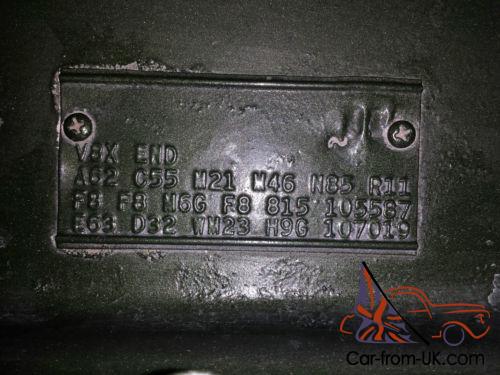 V8X END
A62 C55 M21 M46 N85 R11
F8 F8 M6G F8 815 105587
E63 D32 WM23 H9G 107019
Car-from-UK.com